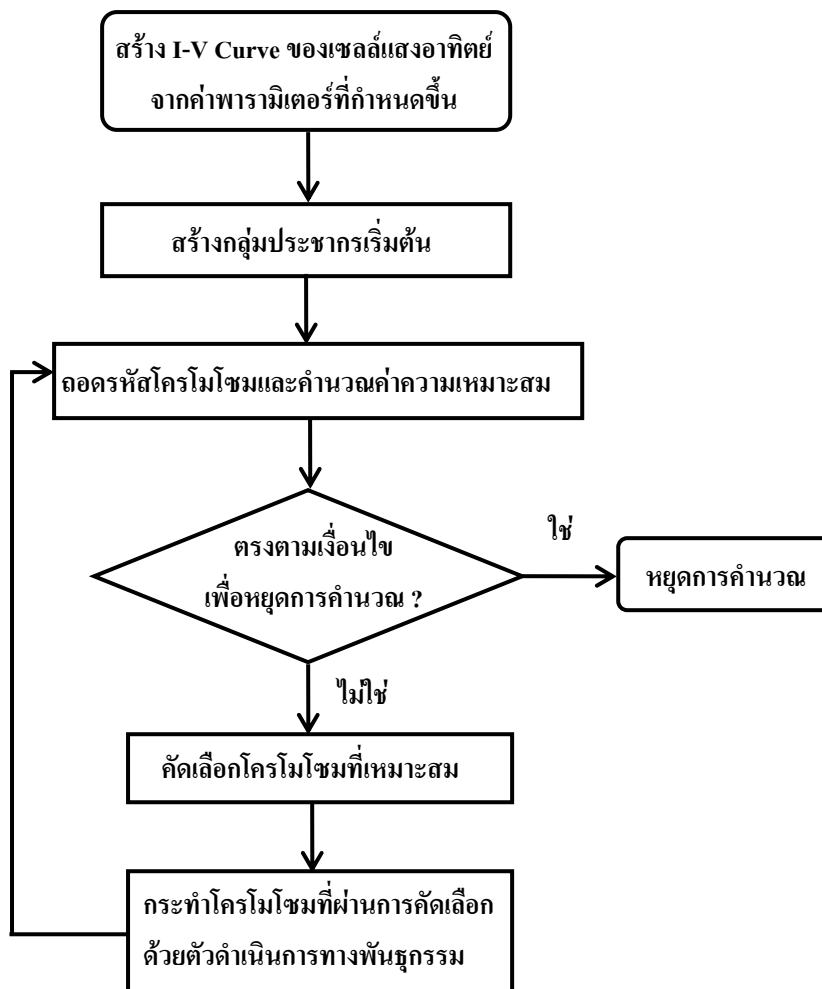 สร้าง I-V Curve ของเซลล์แสงอาทิตย์
จากค่าพารามิเตอร์ที่กำหนดขึ้น
สร้างกลุ่มประชากรเริ่มต้น
ถอดรหัสโครโมโซมและคำนวณค่าความเหมาะสม
ตรงตามเงื่อนไข
เพื่อหยุดการคำนวณ ?
ใช่
หยุดการคำนวณ
ไม่ใช่
คัดเลือกโครโมโซมที่เหมาะสม
กระทำโครโมโซมที่ผ่านการคัดเลือก
ด้วยตัวดำเนินการทางพันธุกรรม